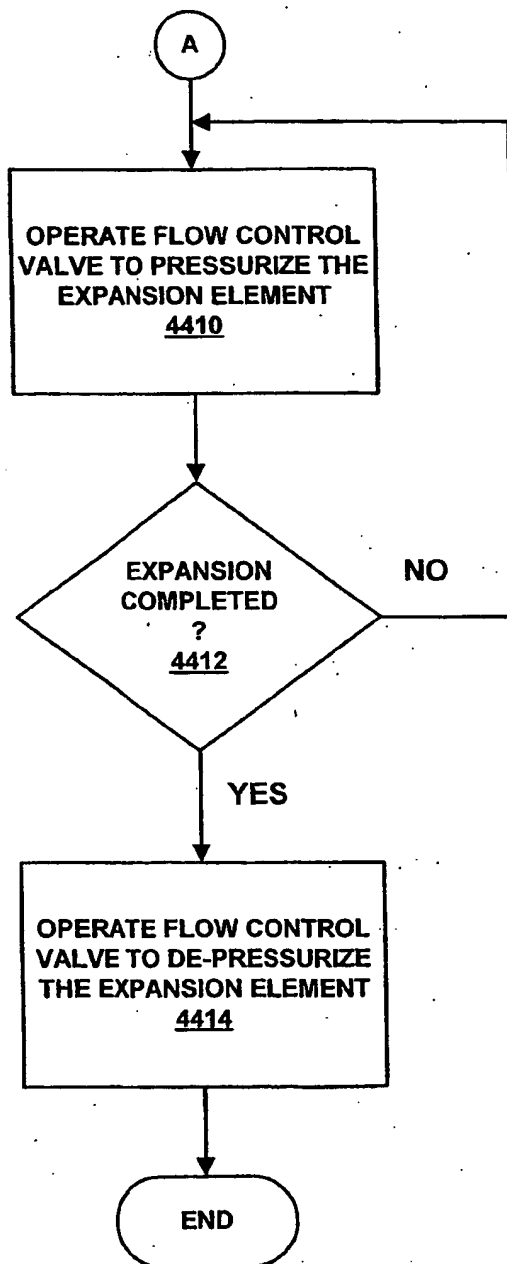 A
OPERATE FLOW CONTROL
VALVE TO PRESSURIZE THE
EXPANSION ELEMENT
4410
EXPANSION
COMPLETED
?
4412
NO
YES
OPERATE FLOW CONTROL
VALVE TO DE-PRESSURIZE
THE EXPANSION ELEMENT
4414
END